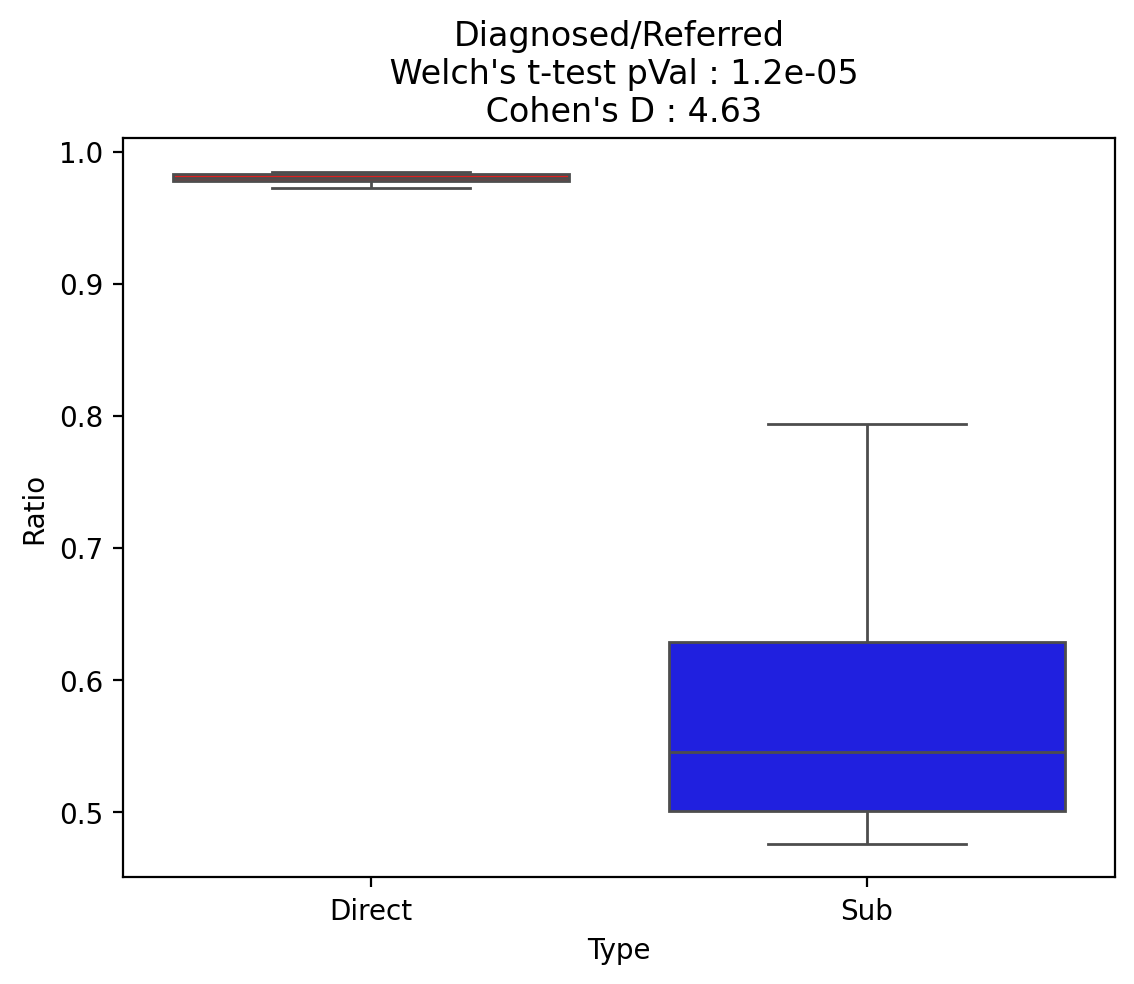 Diagnosed/Referred
Welch's t-test pVal : 1.2e-05
Cohen's D : 4.63
1.0
0.9
0.8
0.7
0.6
0.5
Ratio
Direct
Sub
Type